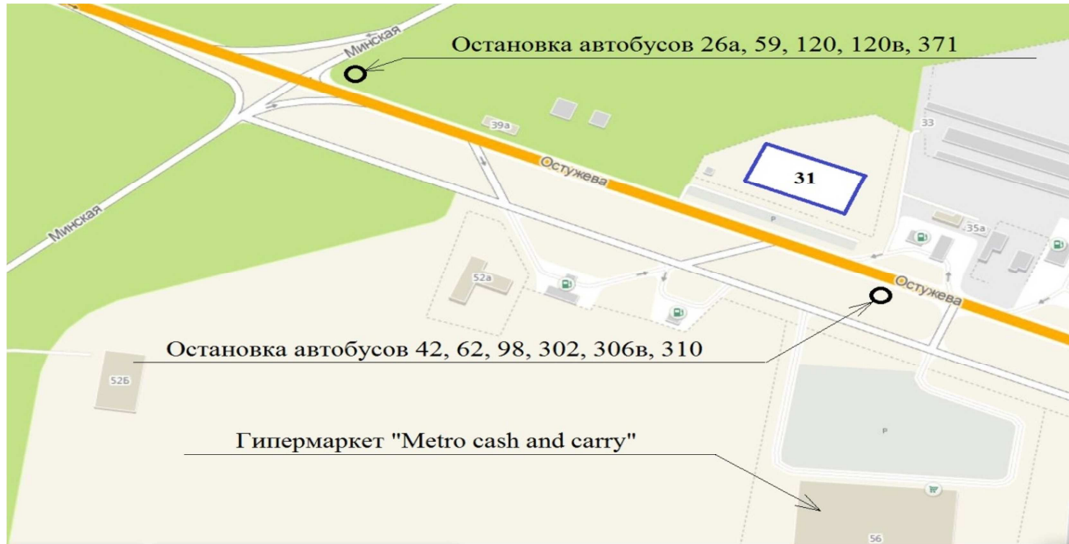 Минская
Остановка автобусов 26а, 59, 120, 120в, 371
39а
33
Остужева
31
Р
35а
Минская
52а
Остужева
Остановка автобусов 42, 62, 98, 302, 306в, 310
52Б
Р
Гипермаркет "Metro cash and carry"
56